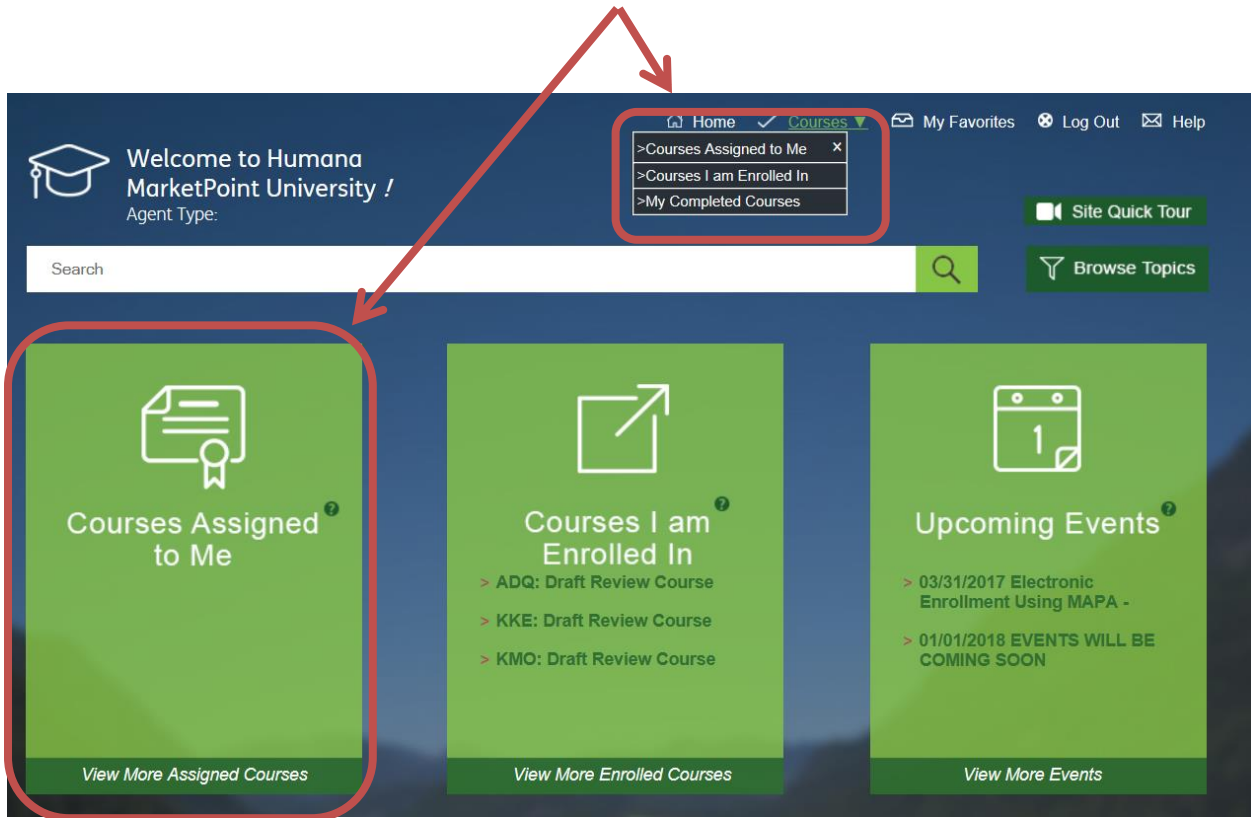 Home Courses ▼ My Favorites Log Out Help
>Courses Assigned to Me x
>Courses I am Enrolled In
>My Completed Courses
Welcome to Humana
MarketPoint University !
Agent Type:
Site Quick Tour
Search
Browse Topics
Courses Assigned ?
to Me
View More Assigned Courses
Courses I am ?
Enrolled In
> ADQ: Draft Review Course
> KKE: Draft Review Course
> KMO: Draft Review Course
View More Enrolled Courses
1
Upcoming Events ?
> 03/31/2017 Electronic
Enrollment Using MAPA -
> 01/01/2018 EVENTS WILL BE
COMING SOON
View More Events